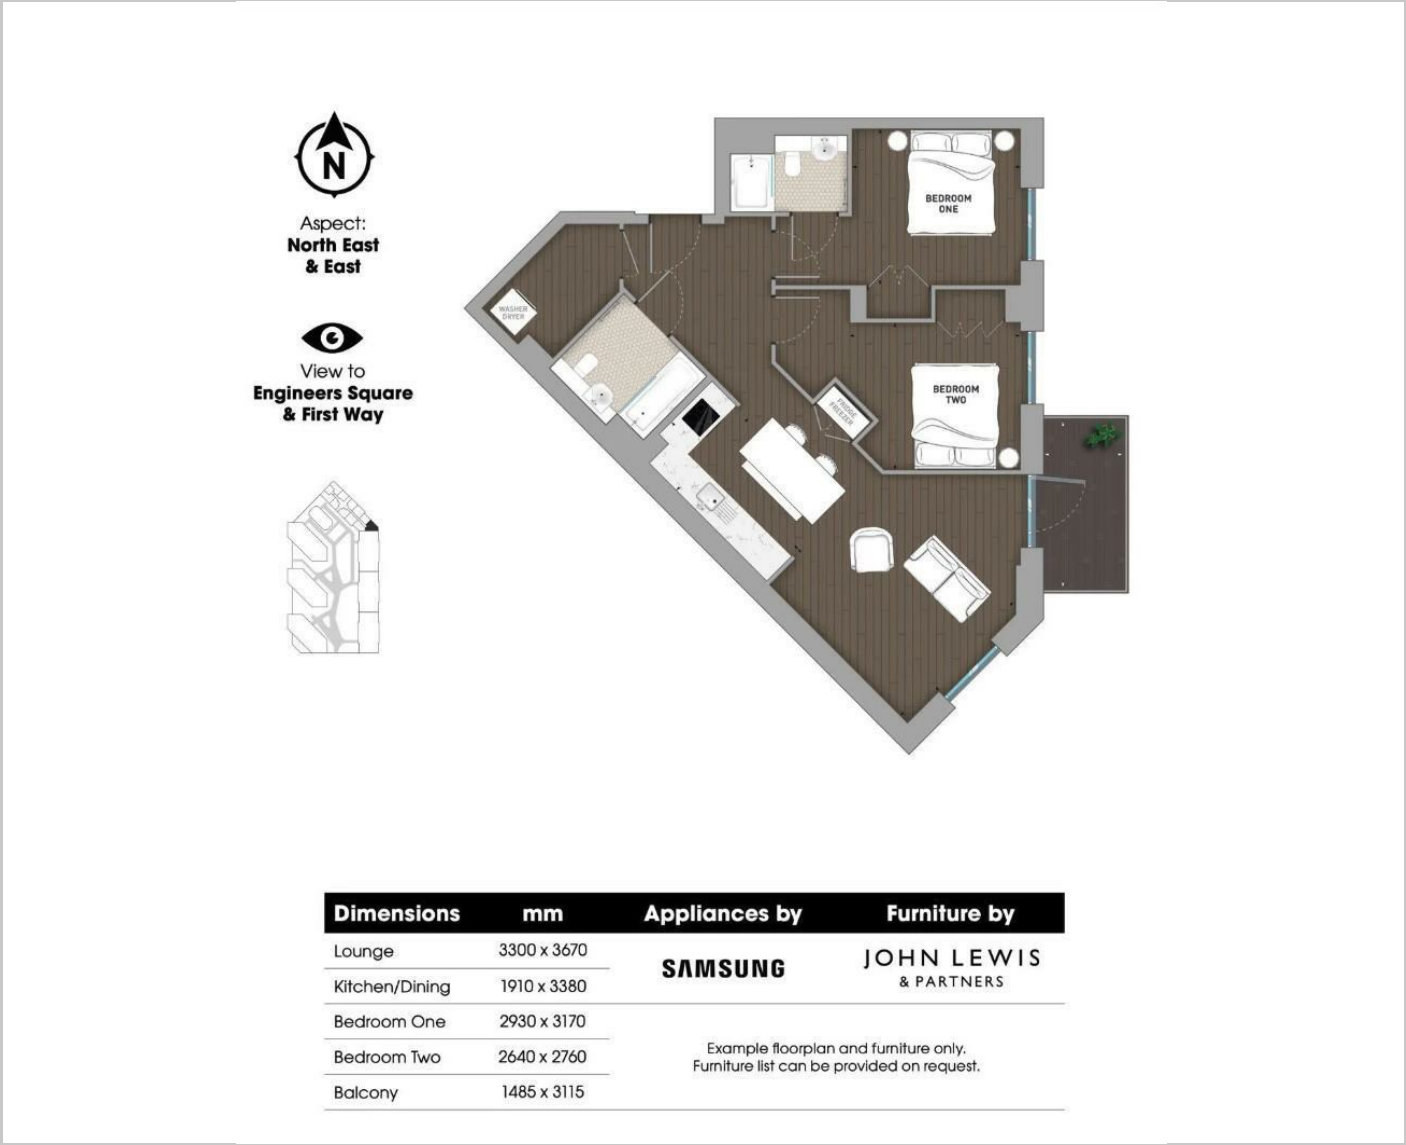 N
Aspect:
North East
& East
View to
Engineers Square
& First Way
BEDROOM
ONE
WASHER
DRYER
BEDROOM
TWO
FRIDGE
FREEZER
Dimensions mm Appliances by Furniture by
Lounge 3300 x 3670
Kitchen/Dining 1910 x 3380
SAMSUNG
JOHN LEWIS
& PARTNERS
Bedroom One 2930 x 3170
Bedroom Two 2640 x 2760
Balcony 1485 x 3115
Example floorplan and furniture only.
Furniture list can be provided on request.